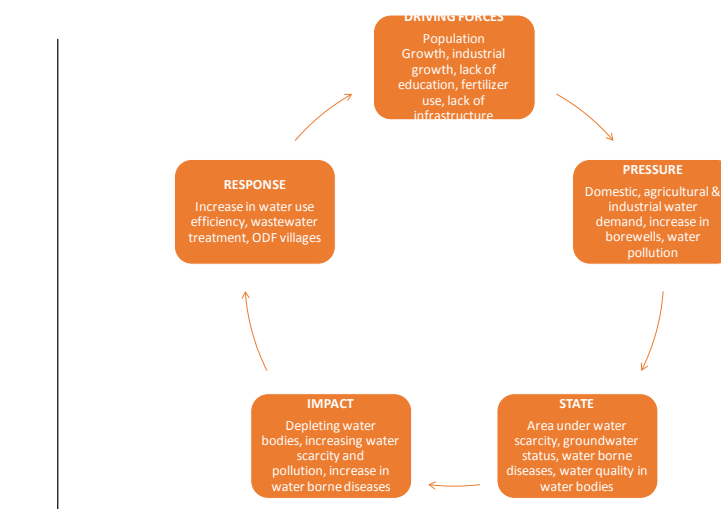 DRIVING FORCES
Population
Growth, industrial
growth, lack of
education, fertilizer
use, lack of
infrastructure
PRESSURE
Domestic, agricultural &
industrial water
demand, increase in
borewells, water
pollution
STATE
Area under water
scarcity, groundwater
status, water borne
diseases, water quality in
water bodies
IMPACT
Depleting water
bodies, increasing water
scarcity and
pollution, increase in
water borne diseases
RESPONSE
Increase in water use
efficiency, wastewater
treatment, ODF villages